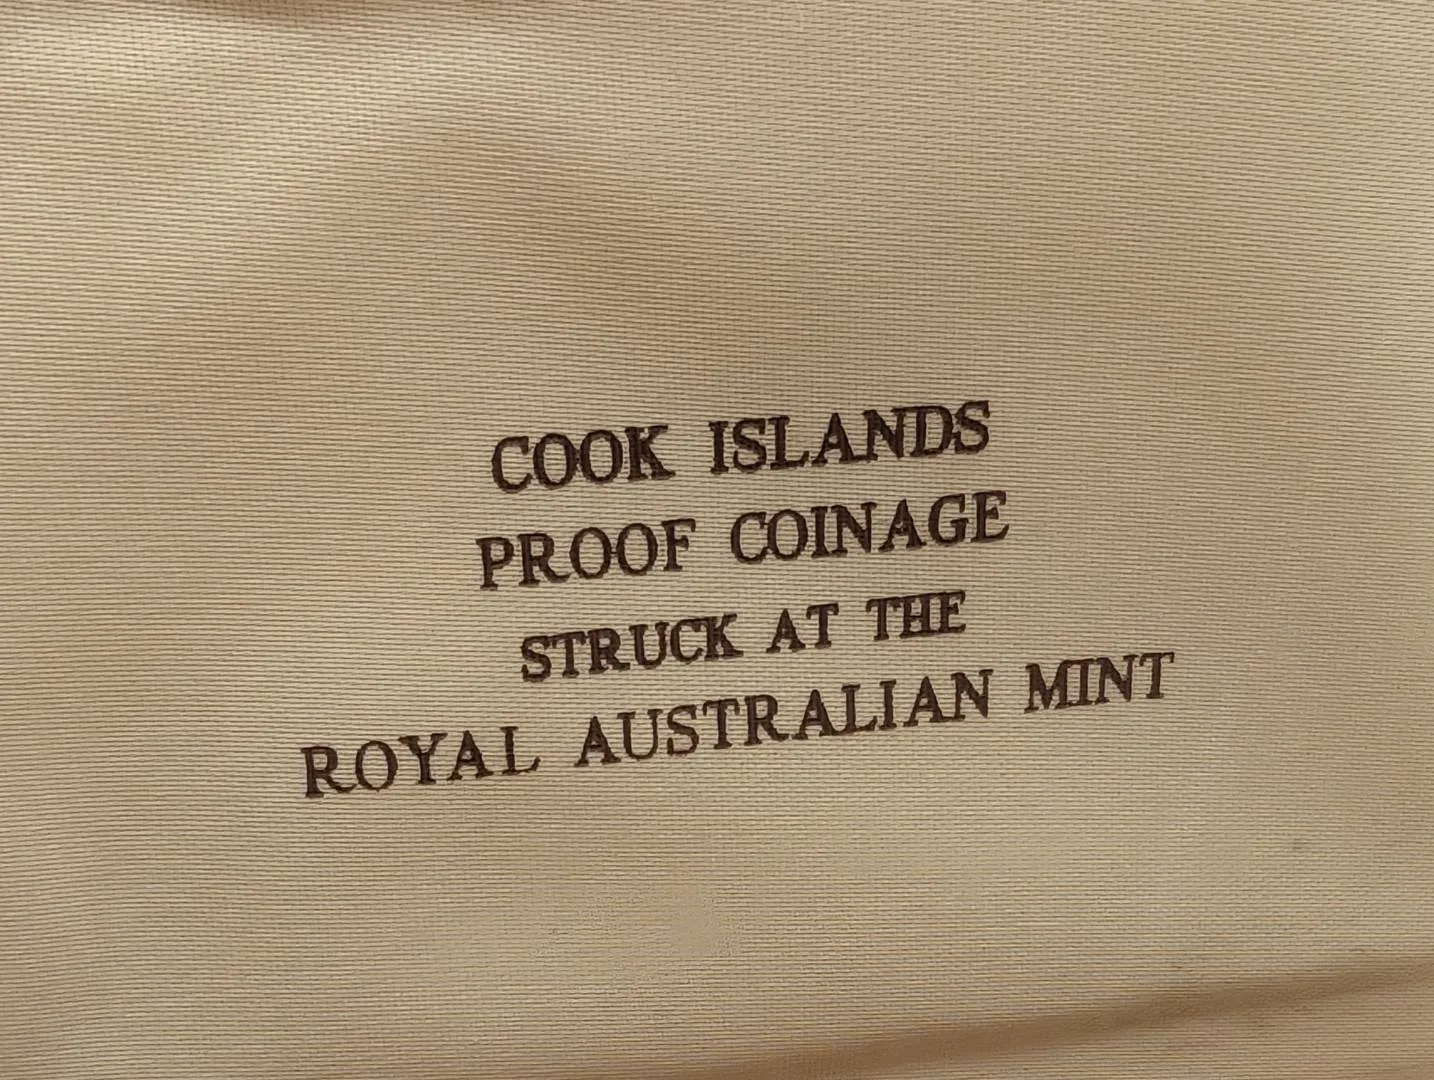 COOK ISLANDS
PROOF COINAGE
STRUCK AT THE
ROYAL AUSTRALIAN MINT